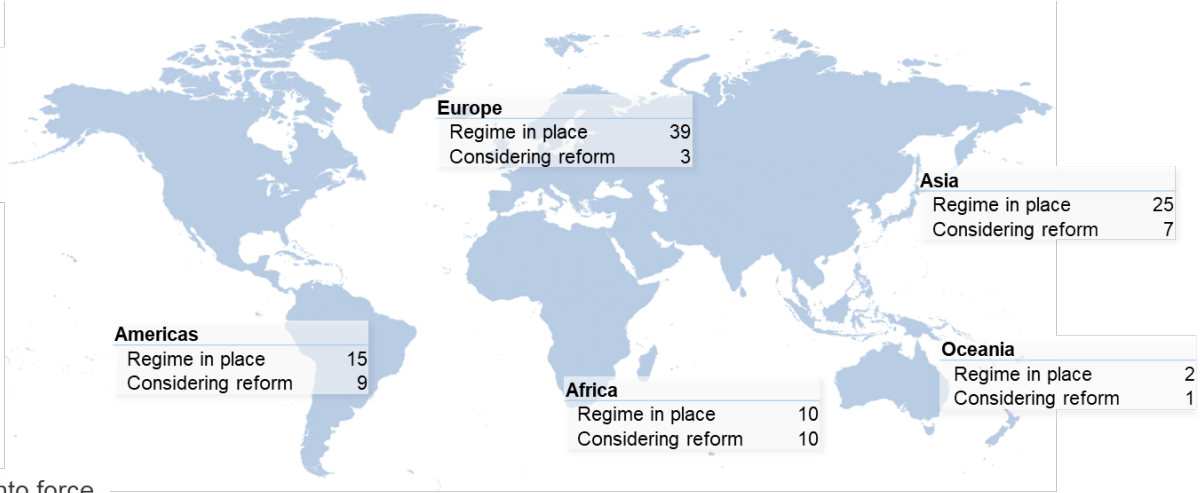 Europe
Regime in place 39
Considering reform 3
Asia
Regime in place 25
Considering reform 7
Americas
Regime in place 15
Considering reform 9
Oceania
Regime in place 2
Considering reform 1
Africa
Regime in place 10
Considering reform 10
force